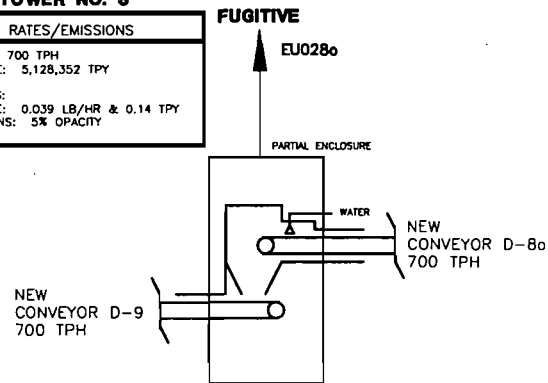 TOWER NO.
RATES/EMISSIONS
700 TPH
5,128,352 TPY
0.039 LB/HR & 0.14 TPY
5% OPACITY
FUGITIVE
EU028o
PARTIAL ENCLOSURE
WATER
NEW
CONVEYOR D-8o
700 TPH
NEW
CONVEYOR D-9
700 TPH